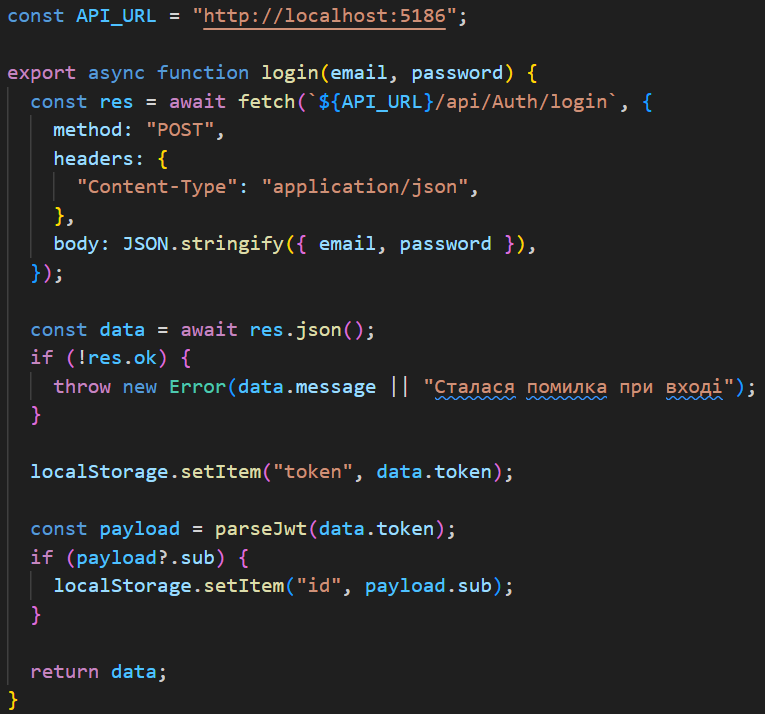 const API_URL = "http://localhost:5186";
export async function login(email, password) {
const res = await fetch(`${API_URL}/api/Auth/login`, {
method: "POST",
headers: {
"Content-Type": "application/json",
},
body: JSON.stringify({ email, password }),
});
const data = await res.json();
if (!res.ok) {
throw new Error(data.message || "Сталася помилка при вході");
}
localStorage.setItem("token", data.token);
const payload = parseJwt(data.token);
if (payload?.sub) {
localStorage.setItem("id", payload.sub);
}
return data;
}